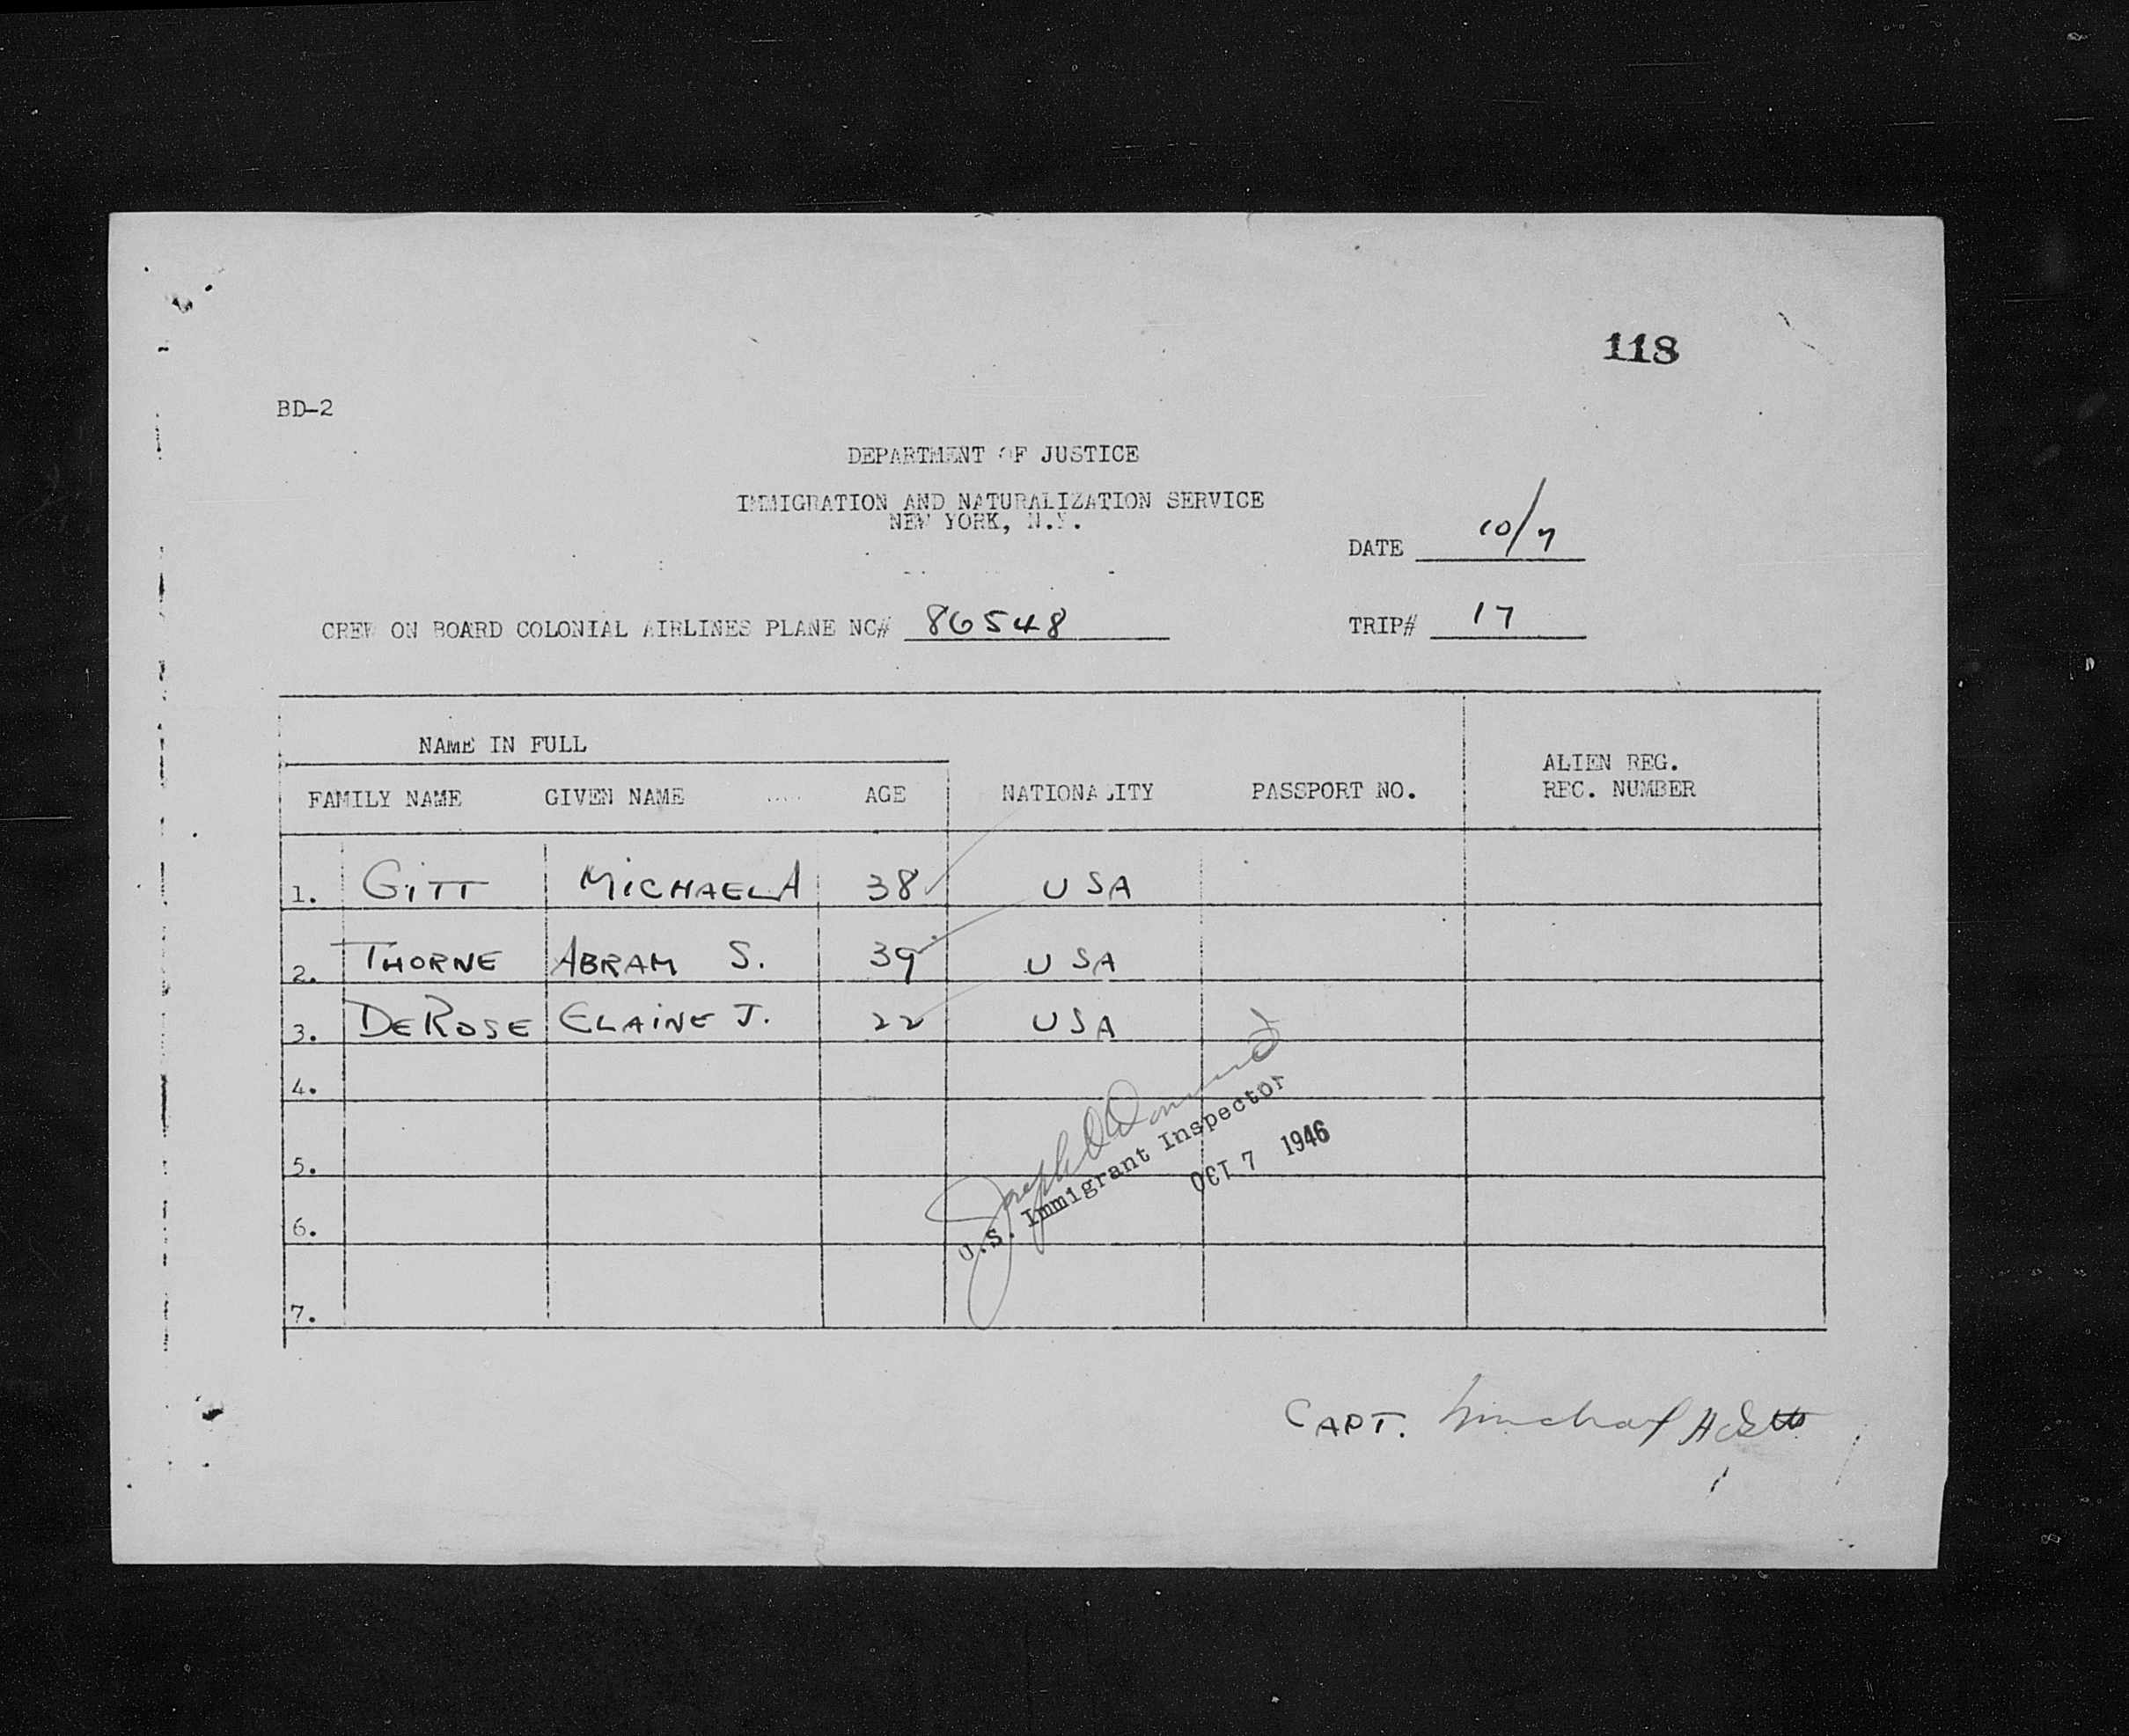 118
BD-2
DEPARTMENT OF JUSTICE
IMMIGRATION AND NATURALIZATION SERVICE
NEW YORK, N.Y.
DATE 10/7
CREW ON BOARD COLONIAL AIRLINES PLANE NC# 86548 TRIP# 17
NAME IN FULL
ALIEN REG.
FAMILY NAME GIVEN NAME AGE NATIONALITY PASSPORT NO. REC. NUMBER
1. GITT MICHAEL A 38 USA
2. THORNE ABRAM S. 39 USA
3. DEROSE ELAINE J. 22 USA
4.
5.
6.
7.
Joseph
U.S. Immigrant Inspector
OCT 7 1946
CAPT. Michael A Gitt